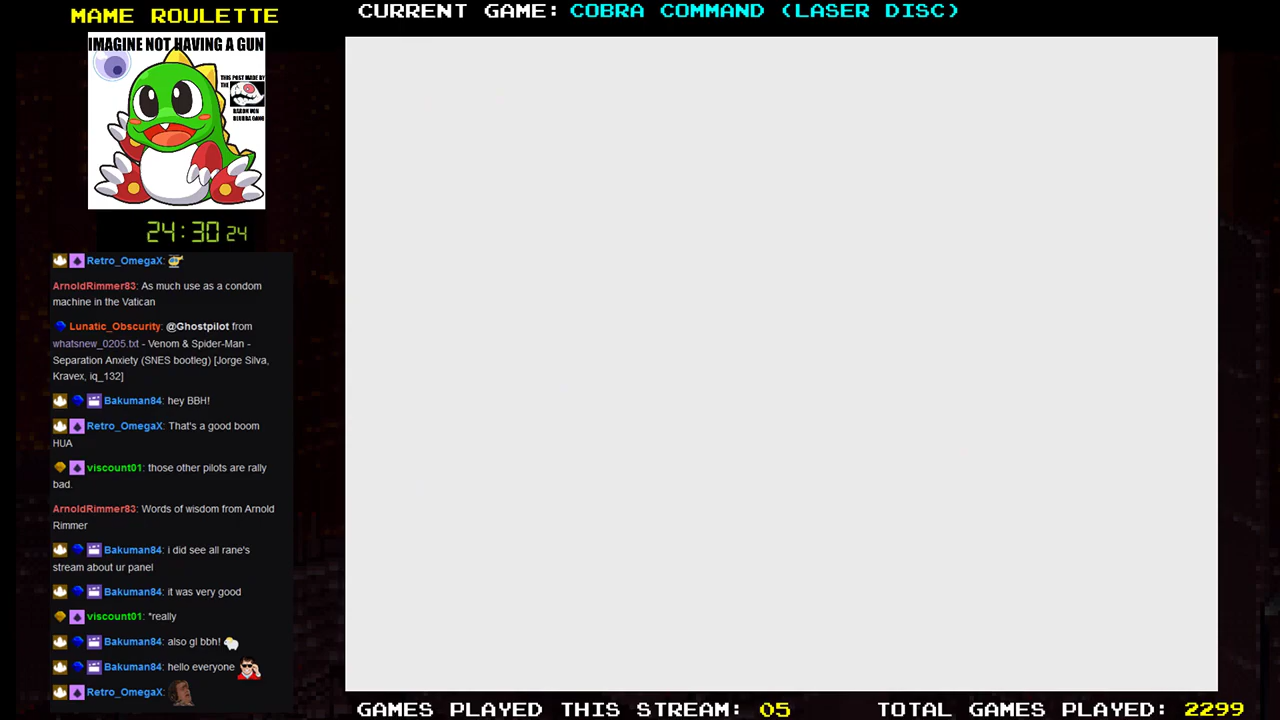 MAME ROULETTE
CURRENT GAME: COBRA COMMAND (LASER DISC)
IMAGINE NOT HAVING A GUN
THIS POST MADE BY
THE
BARON VON
BLUBBA GANG
24:30 24
Retro_OmegaX:
ArnoldRimmer83: As much use as a condom
machine in the Vatican
Lunatic_Obscurity: @Ghostpilot from
whatsnew_0205.txt - Venom & Spider-Man -
Separation Anxiety (SNES bootleg) [Jorge Silva,
Kravex, iq_132]
Bakuman84: hey BBH!
Retro_OmegaX: That's a good boom
HUA
viscount01: those other pilots are rally
bad.
ArnoldRimmer83: Words of wisdom from Arnold
Rimmer
Bakuman84: i did see all rane's
stream about ur panel
Bakuman84: it was very good
viscount01: *really
Bakuman84: also gl bbh!
Bakuman84: hello everyone
Retro_OmegaX:
GAMES PLAYED THIS STREAM: 05
TOTAL GAMES PLAYED: 2299